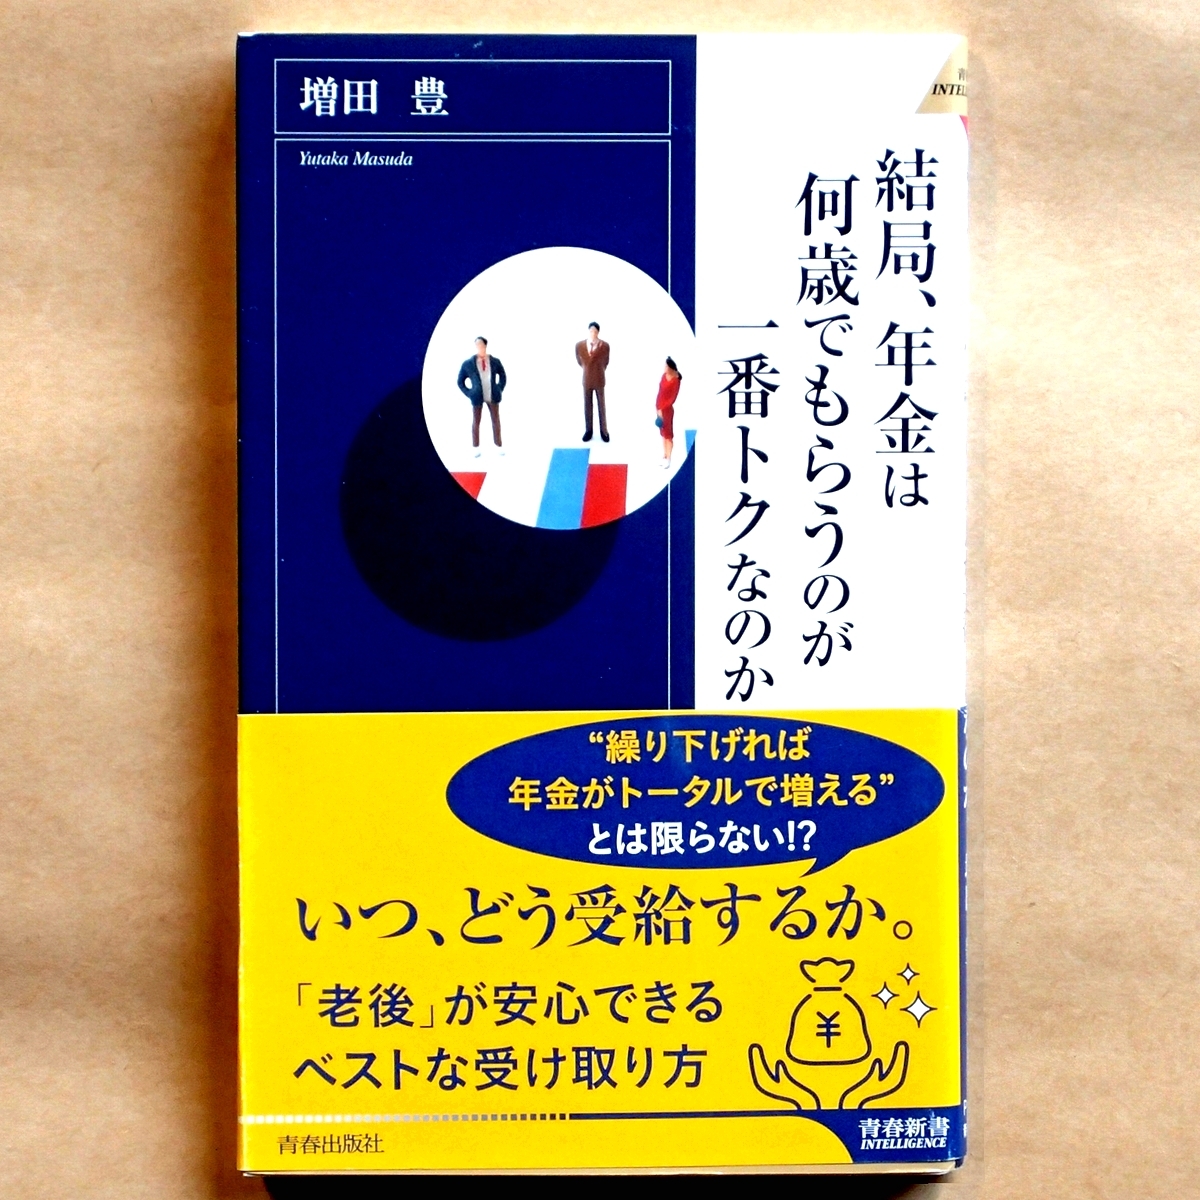 増田 豊
Yutaka Masuda
結局、年金は
何歳でもらうのが
一番トクなのか
“繰り下げれば
年金がトータルで増える”
とは限らない!?
いつ、どう受給するか。
「老後」が安心できる
ベストな受け取り方
¥
青春出版社
青春新書
INTELLIGENCE